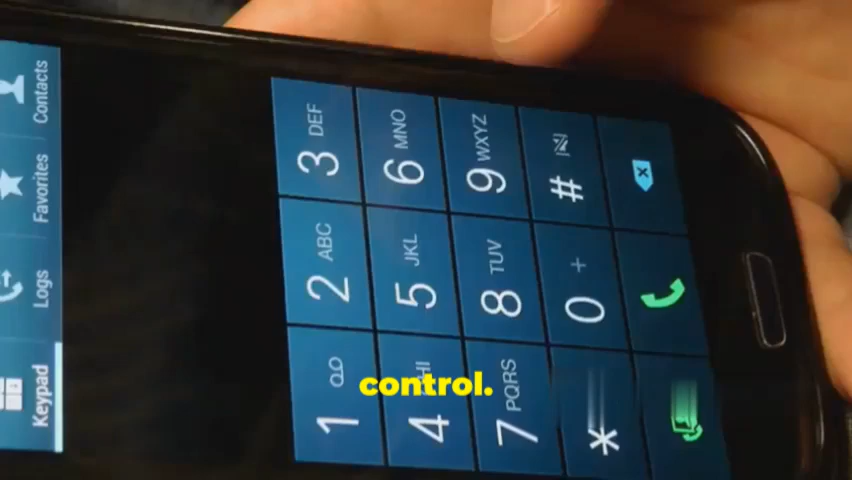 Contacts
Favorites
Logs
Keypad
1
2 ABC
3 DEF
4 GHI
5 JKL
6 MNO
7 PQRS
8 TUV
9 WXYZ
*
0 +
#
control.